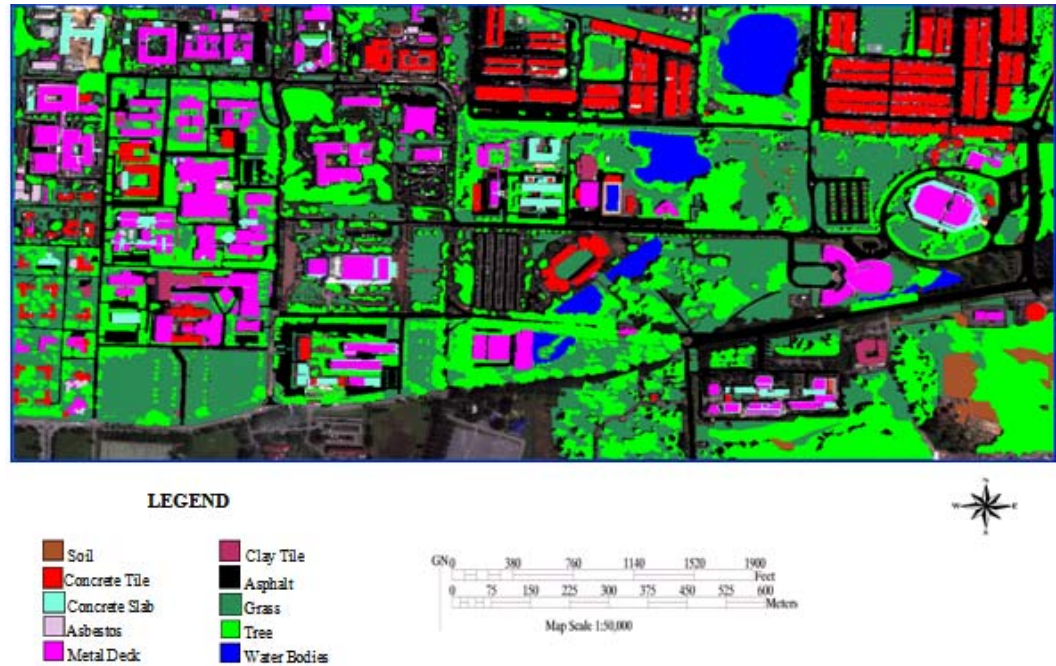 LEGEND
Soil
Concrete Tile
Concrete Slab
Asbestos
Metal Deck
Clay Tile
Asphalt
Grass
Tree
Water Bodies
N
E
S
GN 0 380 760 1140 1520 1900
Feet
0 75 150 225 300 375 450 525 600
Meters
Map Scale 1:50,000